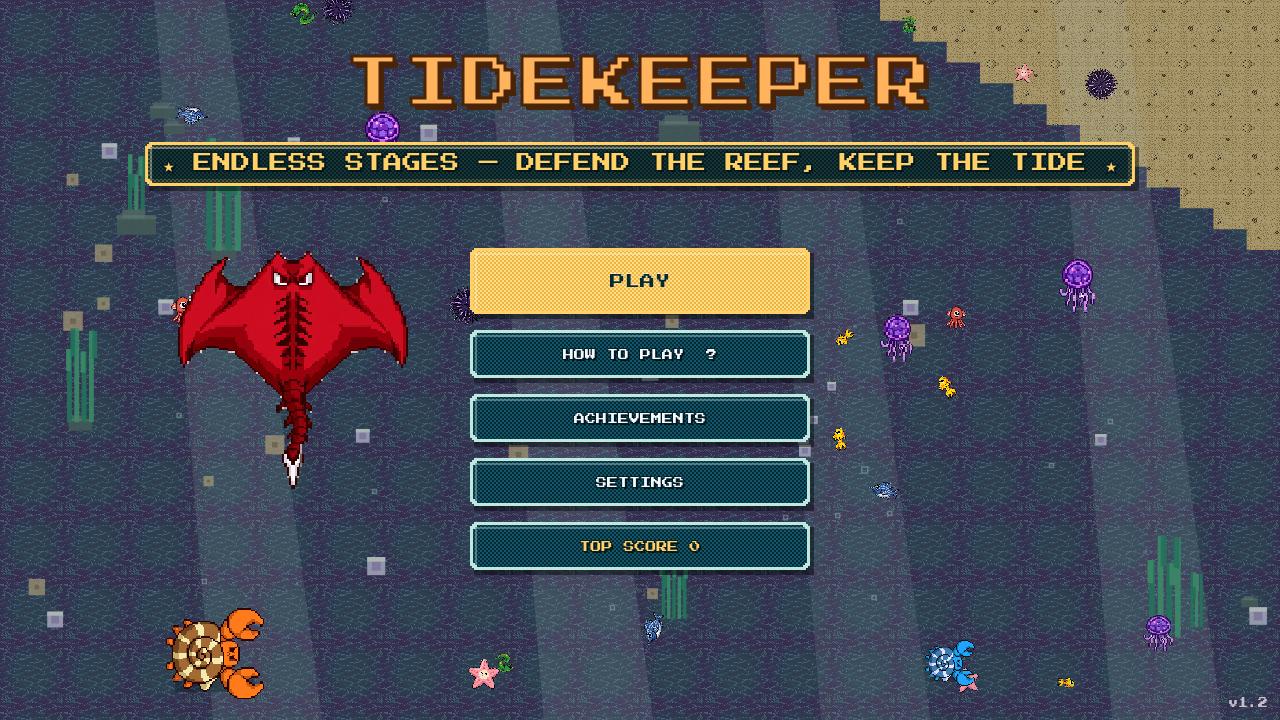 TIDEKEEPER
★ ENDLESS STAGES — DEFEND THE REEF, KEEP THE TIDE ★
PLAY
HOW TO PLAY ?
ACHIEVEMENTS
SETTINGS
TOP SCORE 0
v1.2